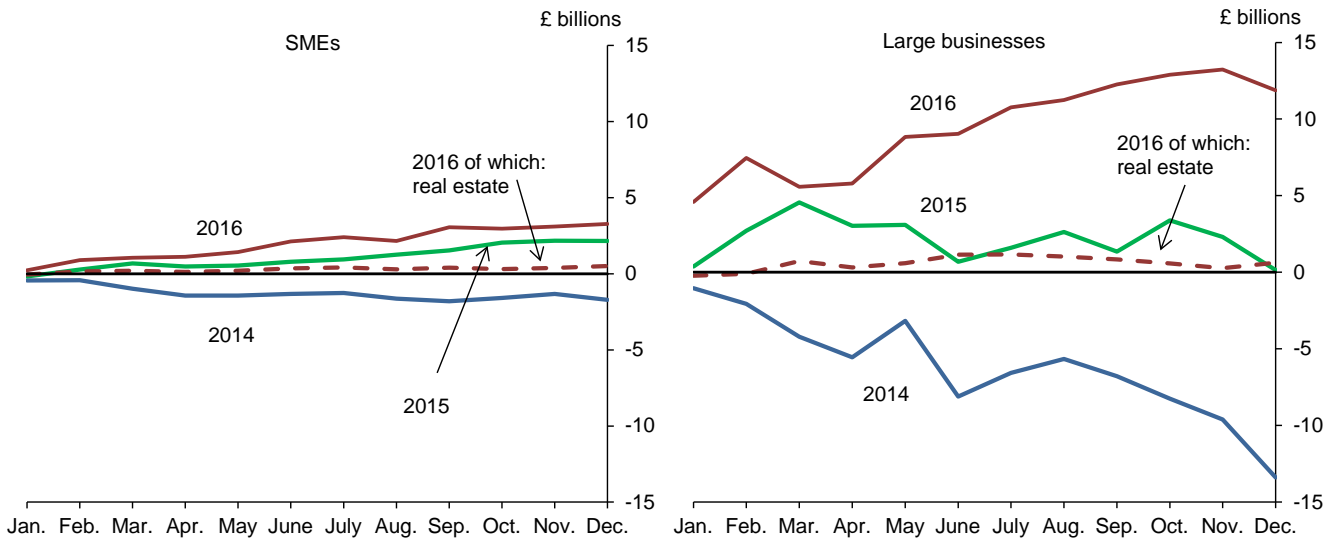 £ billions
SMEs
15
10
5
0
-5
-10
-15
2016 of which:
real estate
2016
2014
2015
Jan. Feb. Mar. Apr. May June July Aug. Sep. Oct. Nov. Dec.
£ billions
Large businesses
15
10
5
0
-5
-10
-15
2016
2016 of which:
real estate
2015
2014
Jan. Feb. Mar. Apr. May June July Aug. Sep. Oct. Nov. Dec.